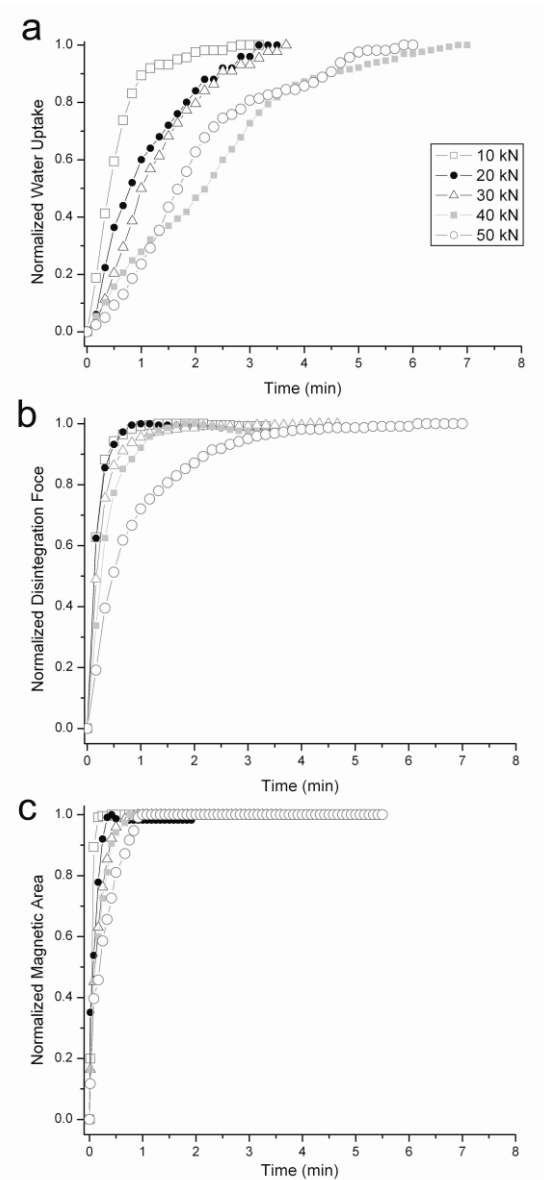 a
Normalized Water Uptake
1.0
0.8
0.6
0.4
0.2
0.0
10 kN
20 kN
30 kN
40 kN
50 kN
0 1 2 3 4 5 6 7 8
Time (min)
b
Normalized Disintegration Foce
1.0
0.8
0.6
0.4
0.2
0.0
0 1 2 3 4 5 6 7 8
Time (min)
c
Normalized Magnetic Area
1.0
0.8
0.6
0.4
0.2
0.0
0 1 2 3 4 5 6 7 8
Time (min)